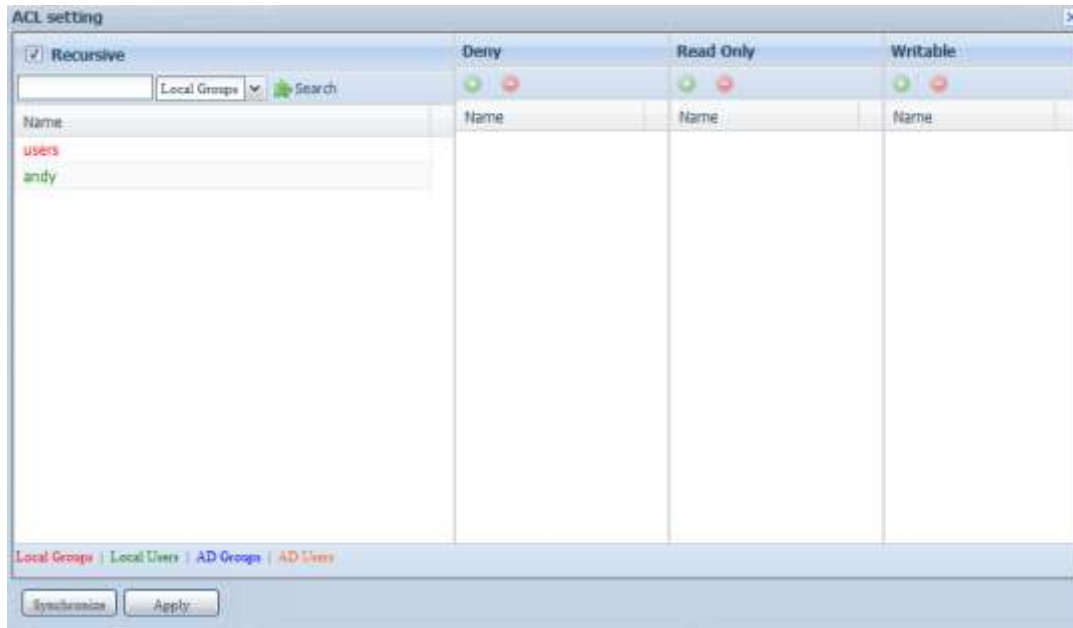 ACL setting
Recursive
Deny
Read Only
Writable
Local Groups
Search
Name
Name
Name
Name
users
andy
Local Groups | Local Users | AD Groups | AD Users
Synchronize
Apply